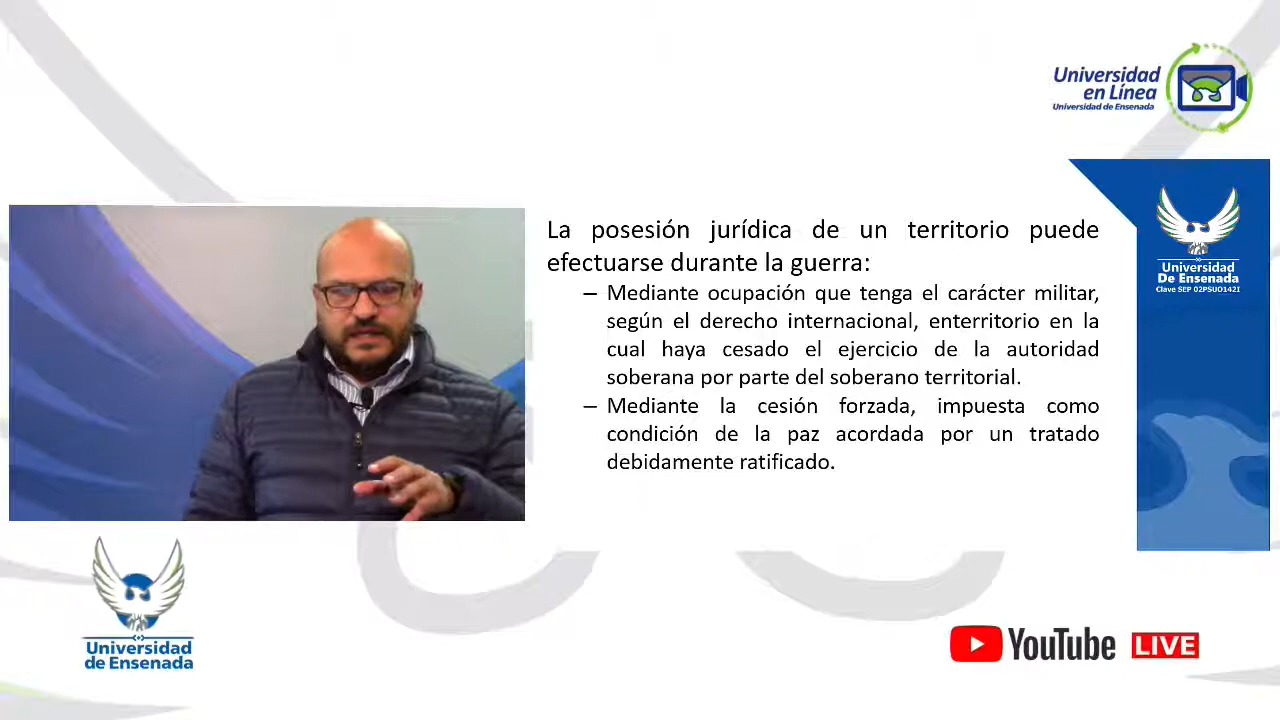 Universidad
en Línea
Universidad de Ensenada
La posesión jurídica de un territorio puede
efectuarse durante la guerra:
– Mediante ocupación que tenga el carácter militar,
según el derecho internacional, enterritorio en la
cual haya cesado el ejercicio de la autoridad
soberana por parte del soberano territorial.
– Mediante la cesión forzada, impuesta como
condición de la paz acordada por un tratado
debidamente ratificado.
Universidad
De Ensenada
Clave SEP 02PSU0142I
Universidad
de Ensenada
YouTube LIVE